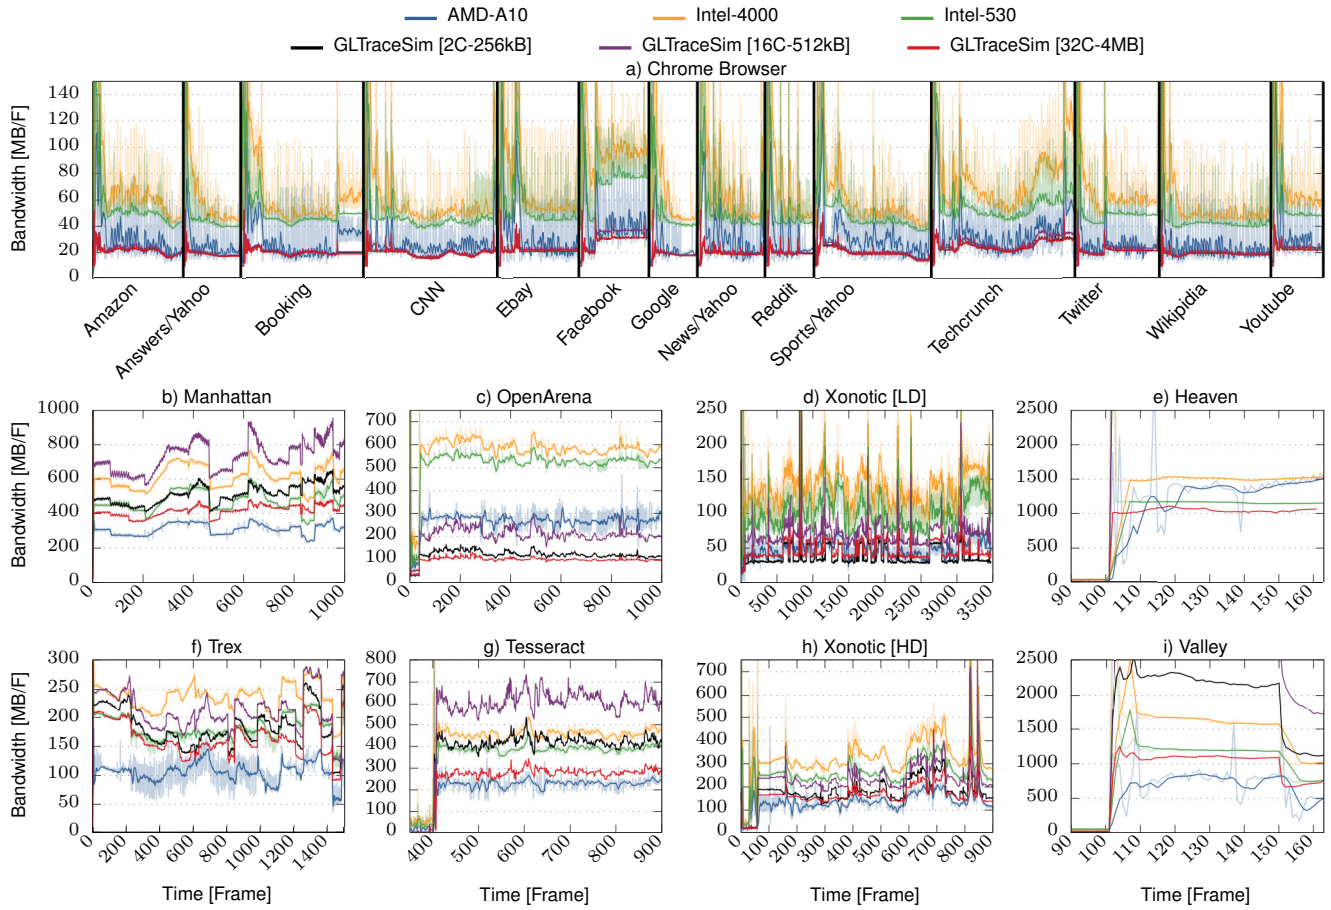 AMD-A10 Intel-4000 Intel-530
GLTraceSim [2C-256kB] GLTraceSim [16C-512kB] GLTraceSim [32C-4MB]
a) Chrome Browser
Bandwidth [MB/F]
140
120
100
80
60
40
20
0
Amazon
Answers/Yahoo
Booking
CNN
Ebay
Facebook
Google
News/Yahoo
Reddit
Sports/Yahoo
Techcrunch
Twitter
Wikipidia
Youtube
b) Manhattan
Bandwidth [MB/F]
1000
800
600
400
200
0
0 200 400 600 800 1000
c) OpenArena
700
600
500
400
300
200
100
0
0 200 400 600 800 1000
d) Xonotic [LD]
250
200
150
100
50
0
0 500 1000 1500 2000 2500 3000 3500
e) Heaven
2500
2000
1500
1000
500
0
90 100 110 120 130 140 150 160
f) Trex
Bandwidth [MB/F]
300
250
200
150
100
50
0
0 200 400 600 800 1000 1200 1400
Time [Frame]
g) Tesseract
800
700
600
500
400
300
200
100
0
400 500 600 700 800 900
Time [Frame]
h) Xonotic [HD]
700
600
500
400
300
200
100
0
0 100 200 300 400 500 600 700 800 900
Time [Frame]
i) Valley
2500
2000
1500
1000
500
0
90 100 110 120 130 140 150 160
Time [Frame]